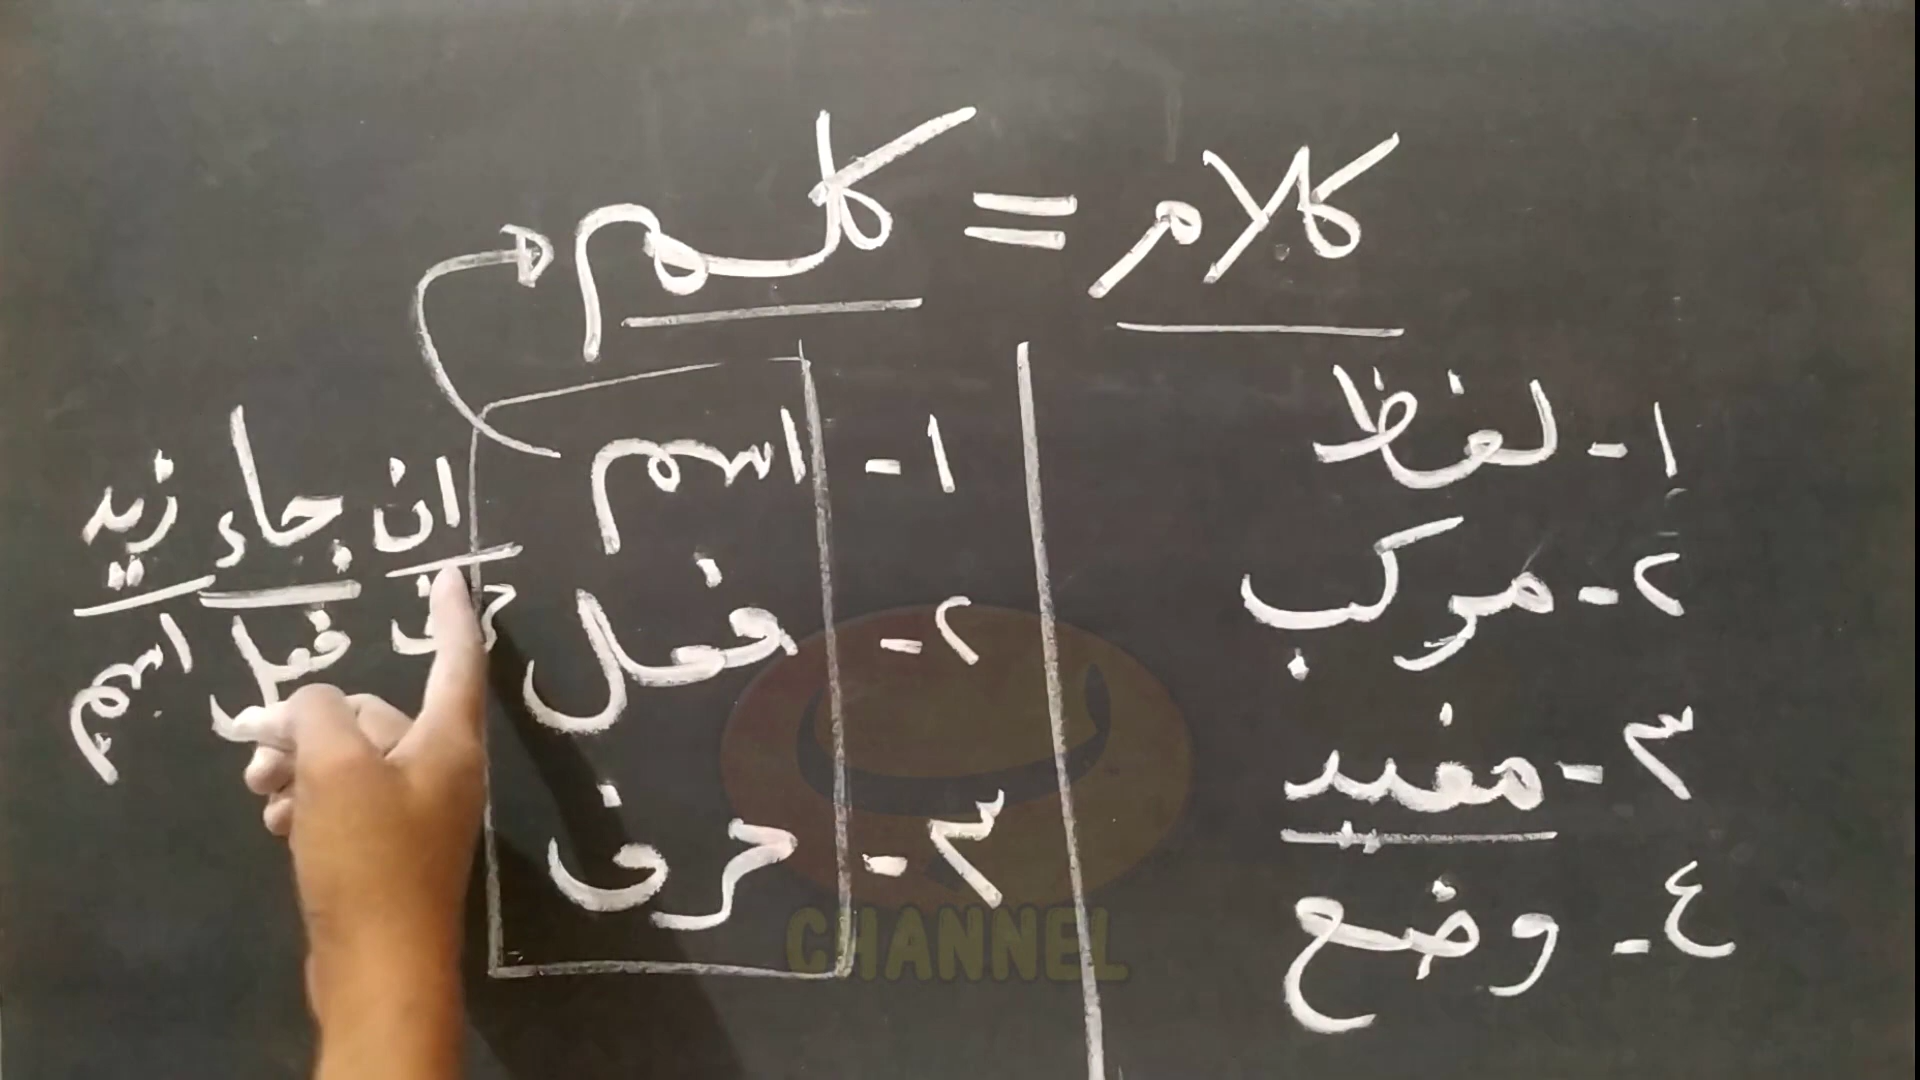 كلام = كلم
١- لفظ
٢- مركب
٣- مفيد
٤- وضع
١- اسم
٢- فعل
٣- حرف
ان جاء زيد
حرف فعل اسم
CHANNEL